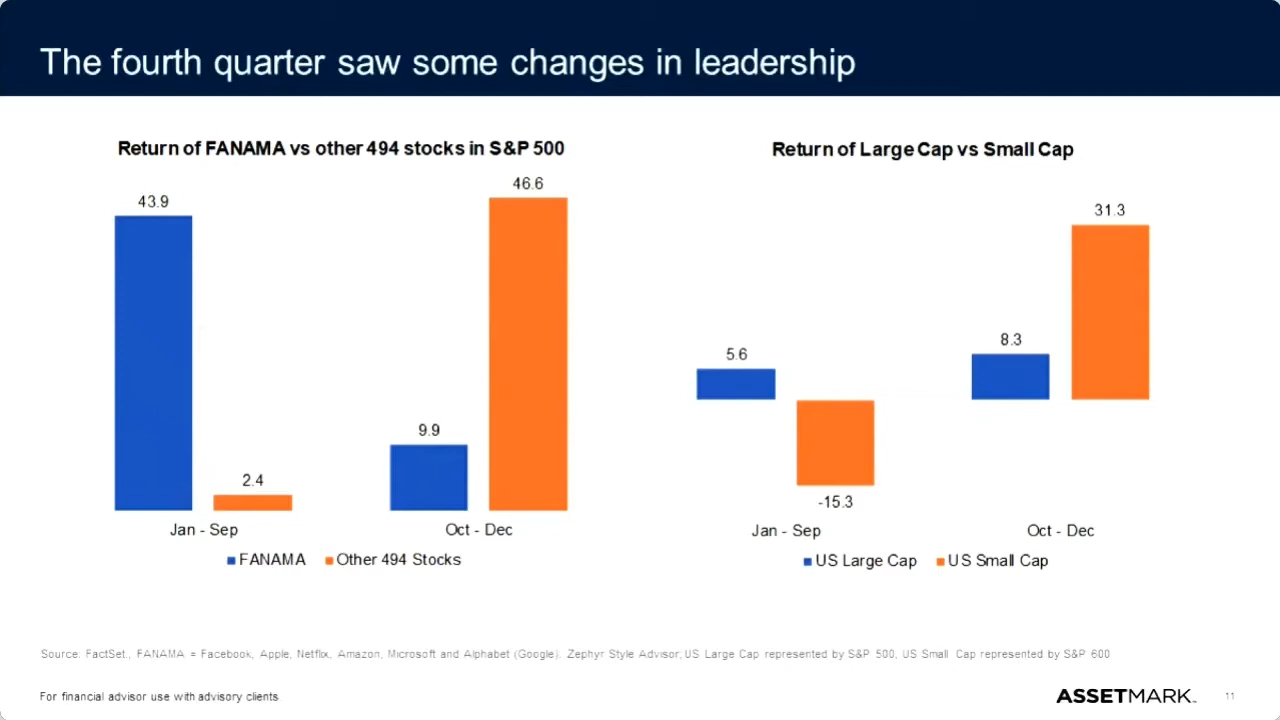 The fourth quarter saw some changes in leadership
Return of FANAMA vs other 494 stocks in S&P 500
43.9
2.4
9.9
46.6
Jan - Sep
Oct - Dec
FANAMA
Other 494 Stocks
Return of Large Cap vs Small Cap
5.6
-15.3
8.3
31.3
Jan - Sep
Oct - Dec
US Large Cap
US Small Cap
Source: FactSet., FANAMA = Facebook, Apple, Netflix, Amazon, Microsoft and Alphabet (Google). Zephyr Style Advisor; US Large Cap represented by S&P 500, US Small Cap represented by S&P 600
For financial advisor use with advisory clients
ASSETMARK™
11